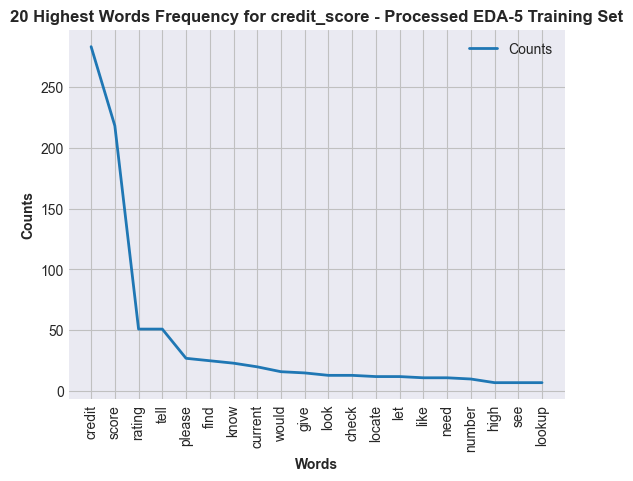 20 Highest Words Frequency for credit_score - Processed EDA-5 Training Set
Counts
250
200
150
100
50
0
Counts
credit
score
rating
tell
please
find
know
current
would
give
look
check
locate
let
like
need
number
high
see
lookup
Words